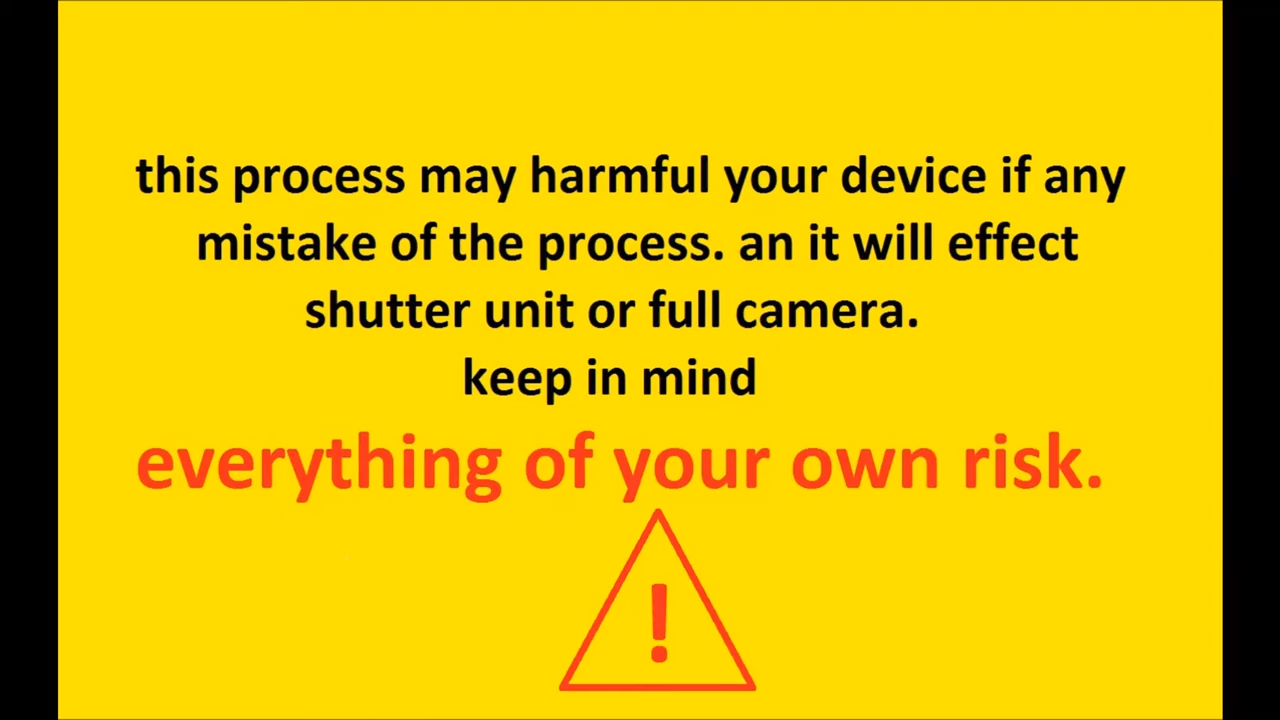 this process may harmful your device if any
mistake of the process. an it will effect
shutter unit or full camera.
keep in mind
everything of your own risk.
!